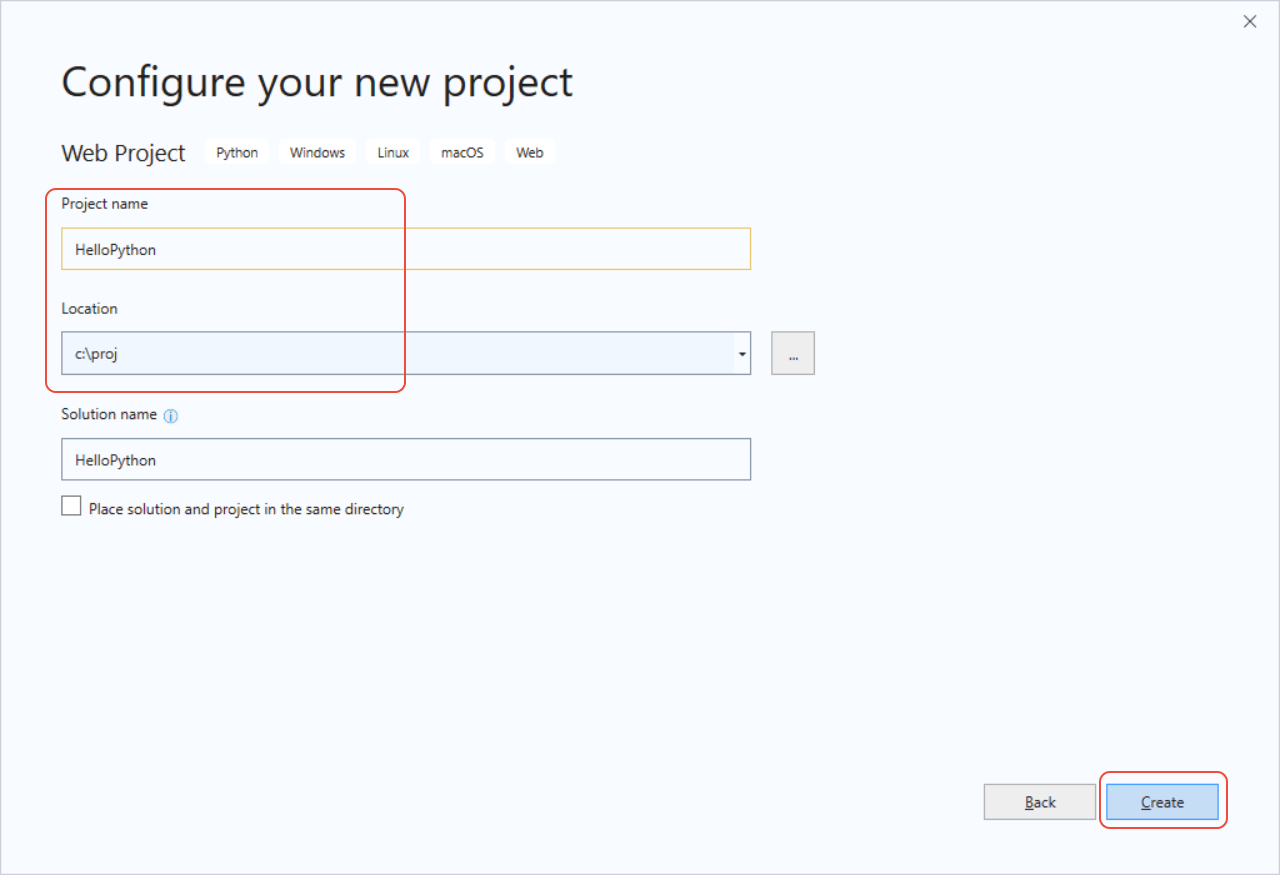 Configure your new project
Web Project Python Windows Linux macOS Web
Project name
HelloPython
Location
c:\proj
...
Solution name
HelloPython
Place solution and project in the same directory
Back Create